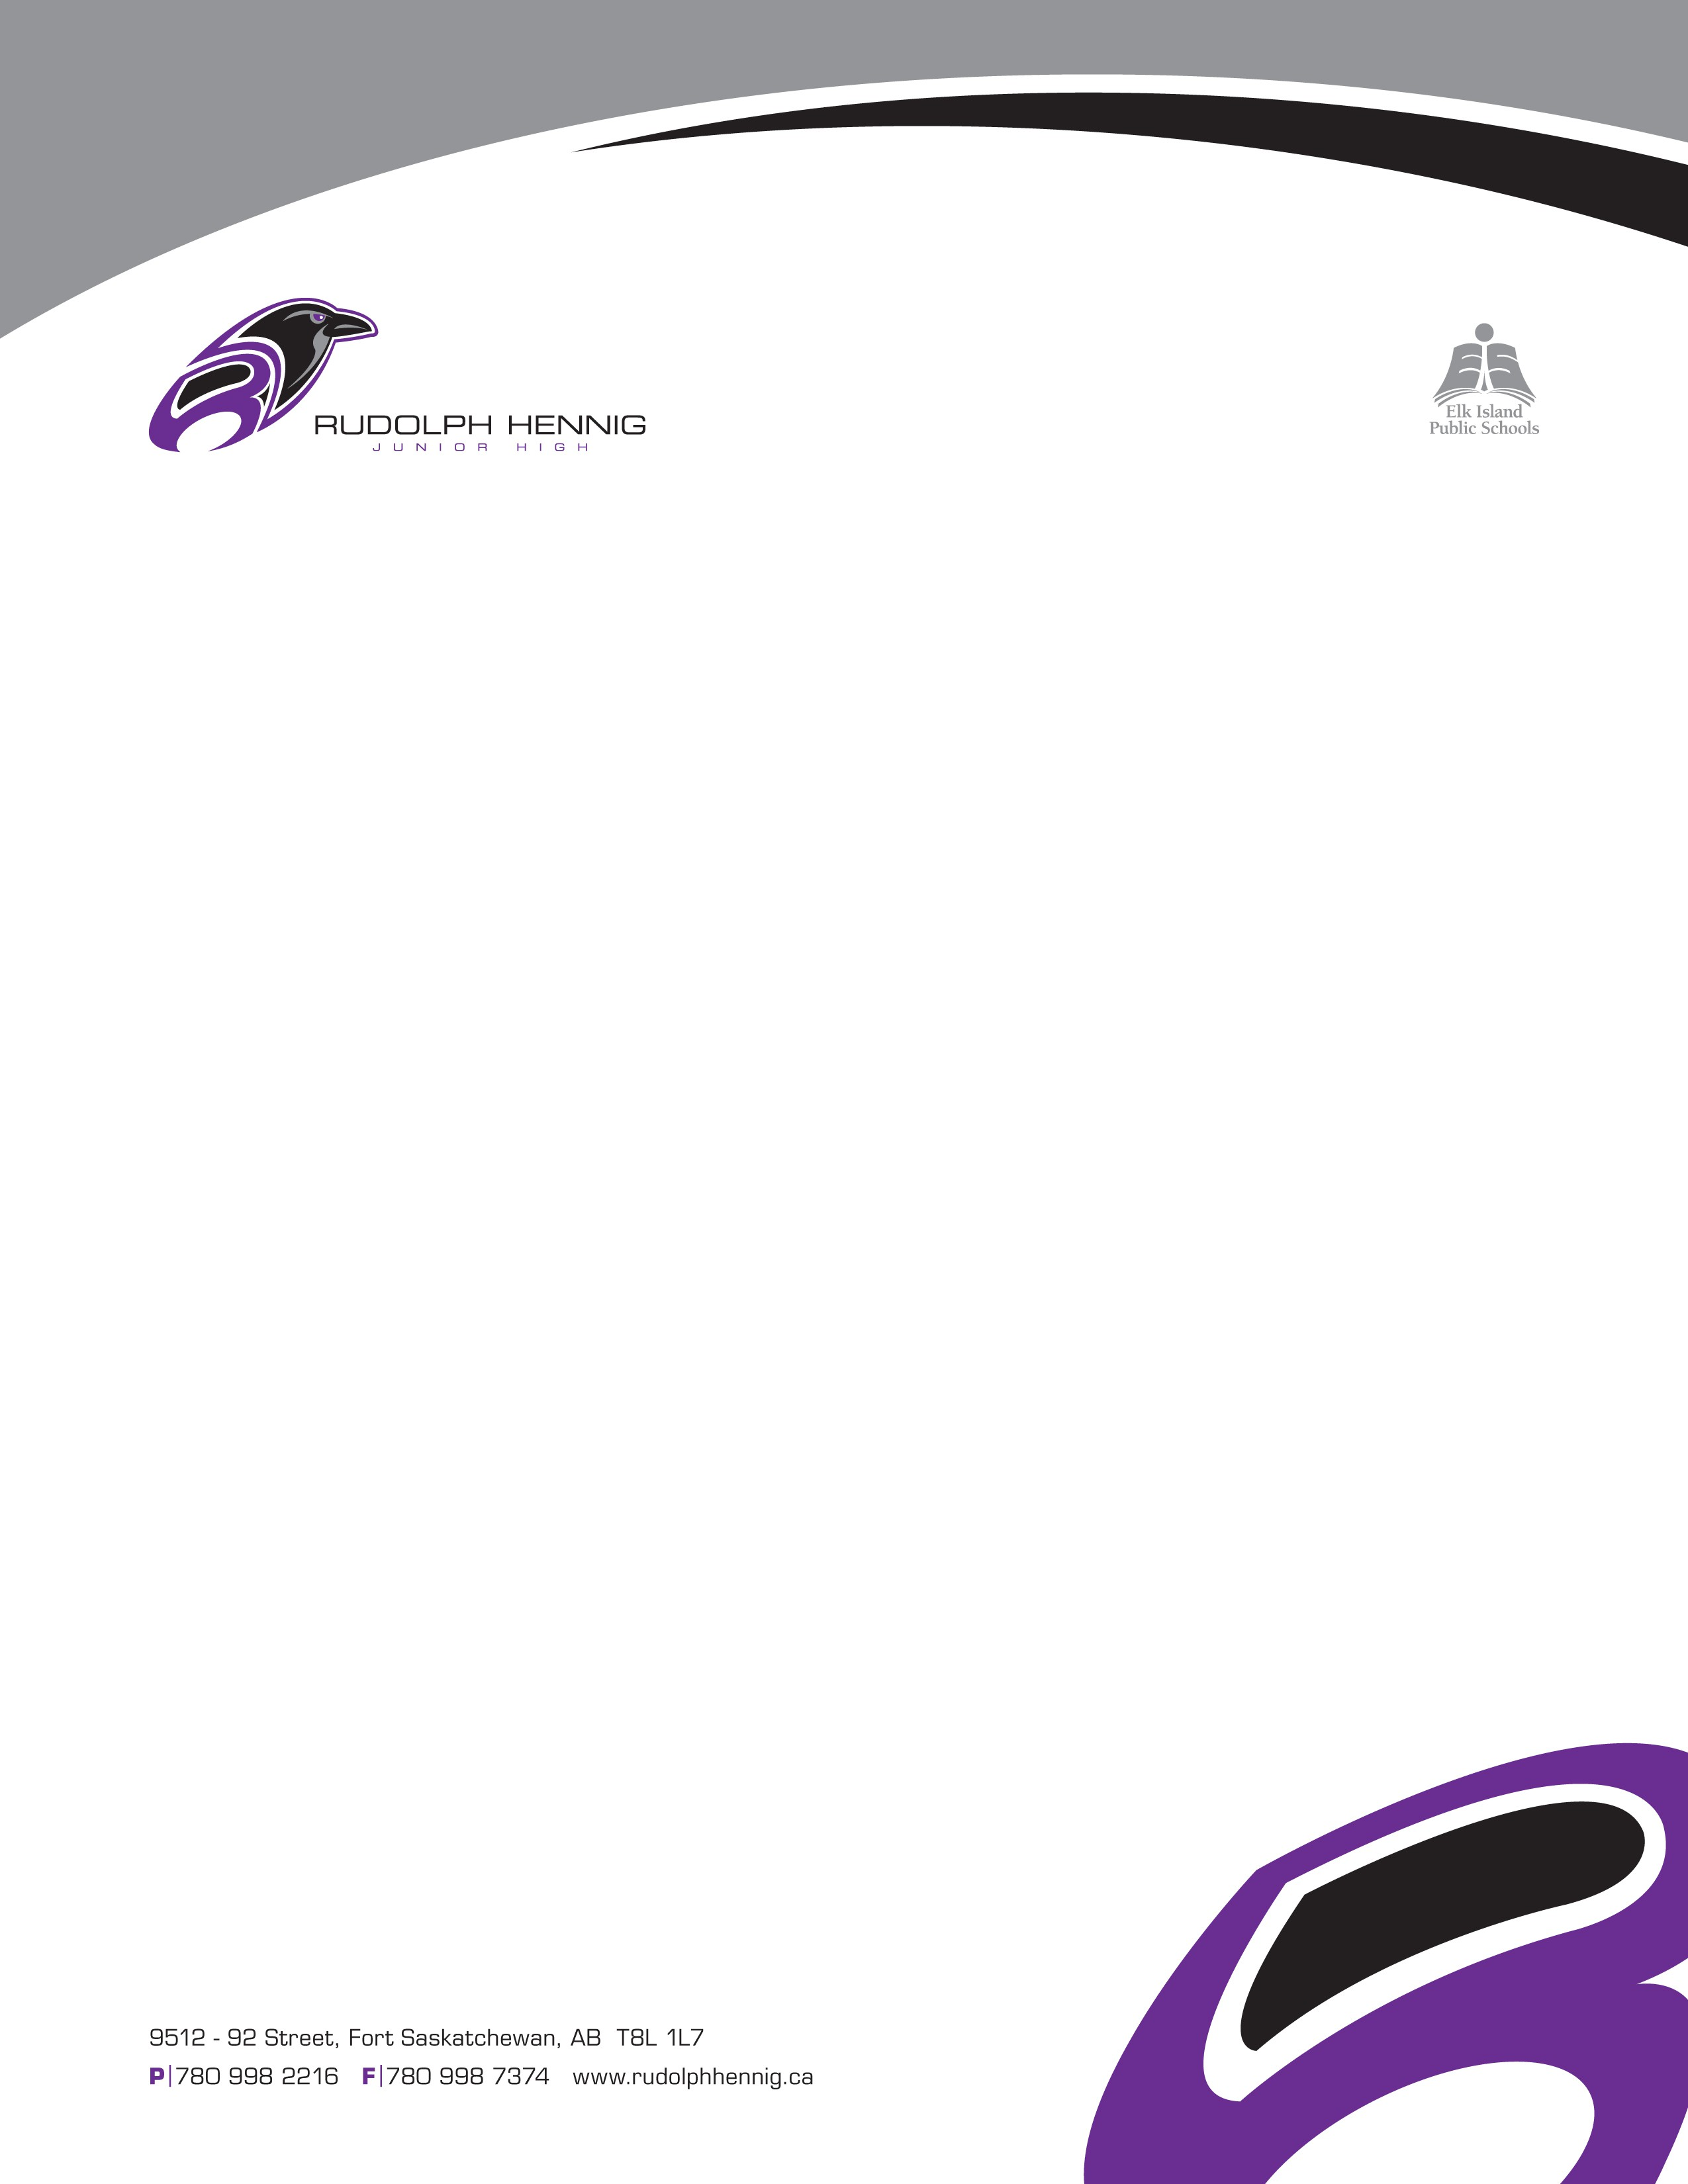 RUDOLPH HENNIG
JUNIOR HIGH
Elk Island
Public Schools
9512 - 92 Street, Fort Saskatchewan, AB  T8L 1L7
P|780 998 2216  F|780 998 7374  www.rudolphhennig.ca